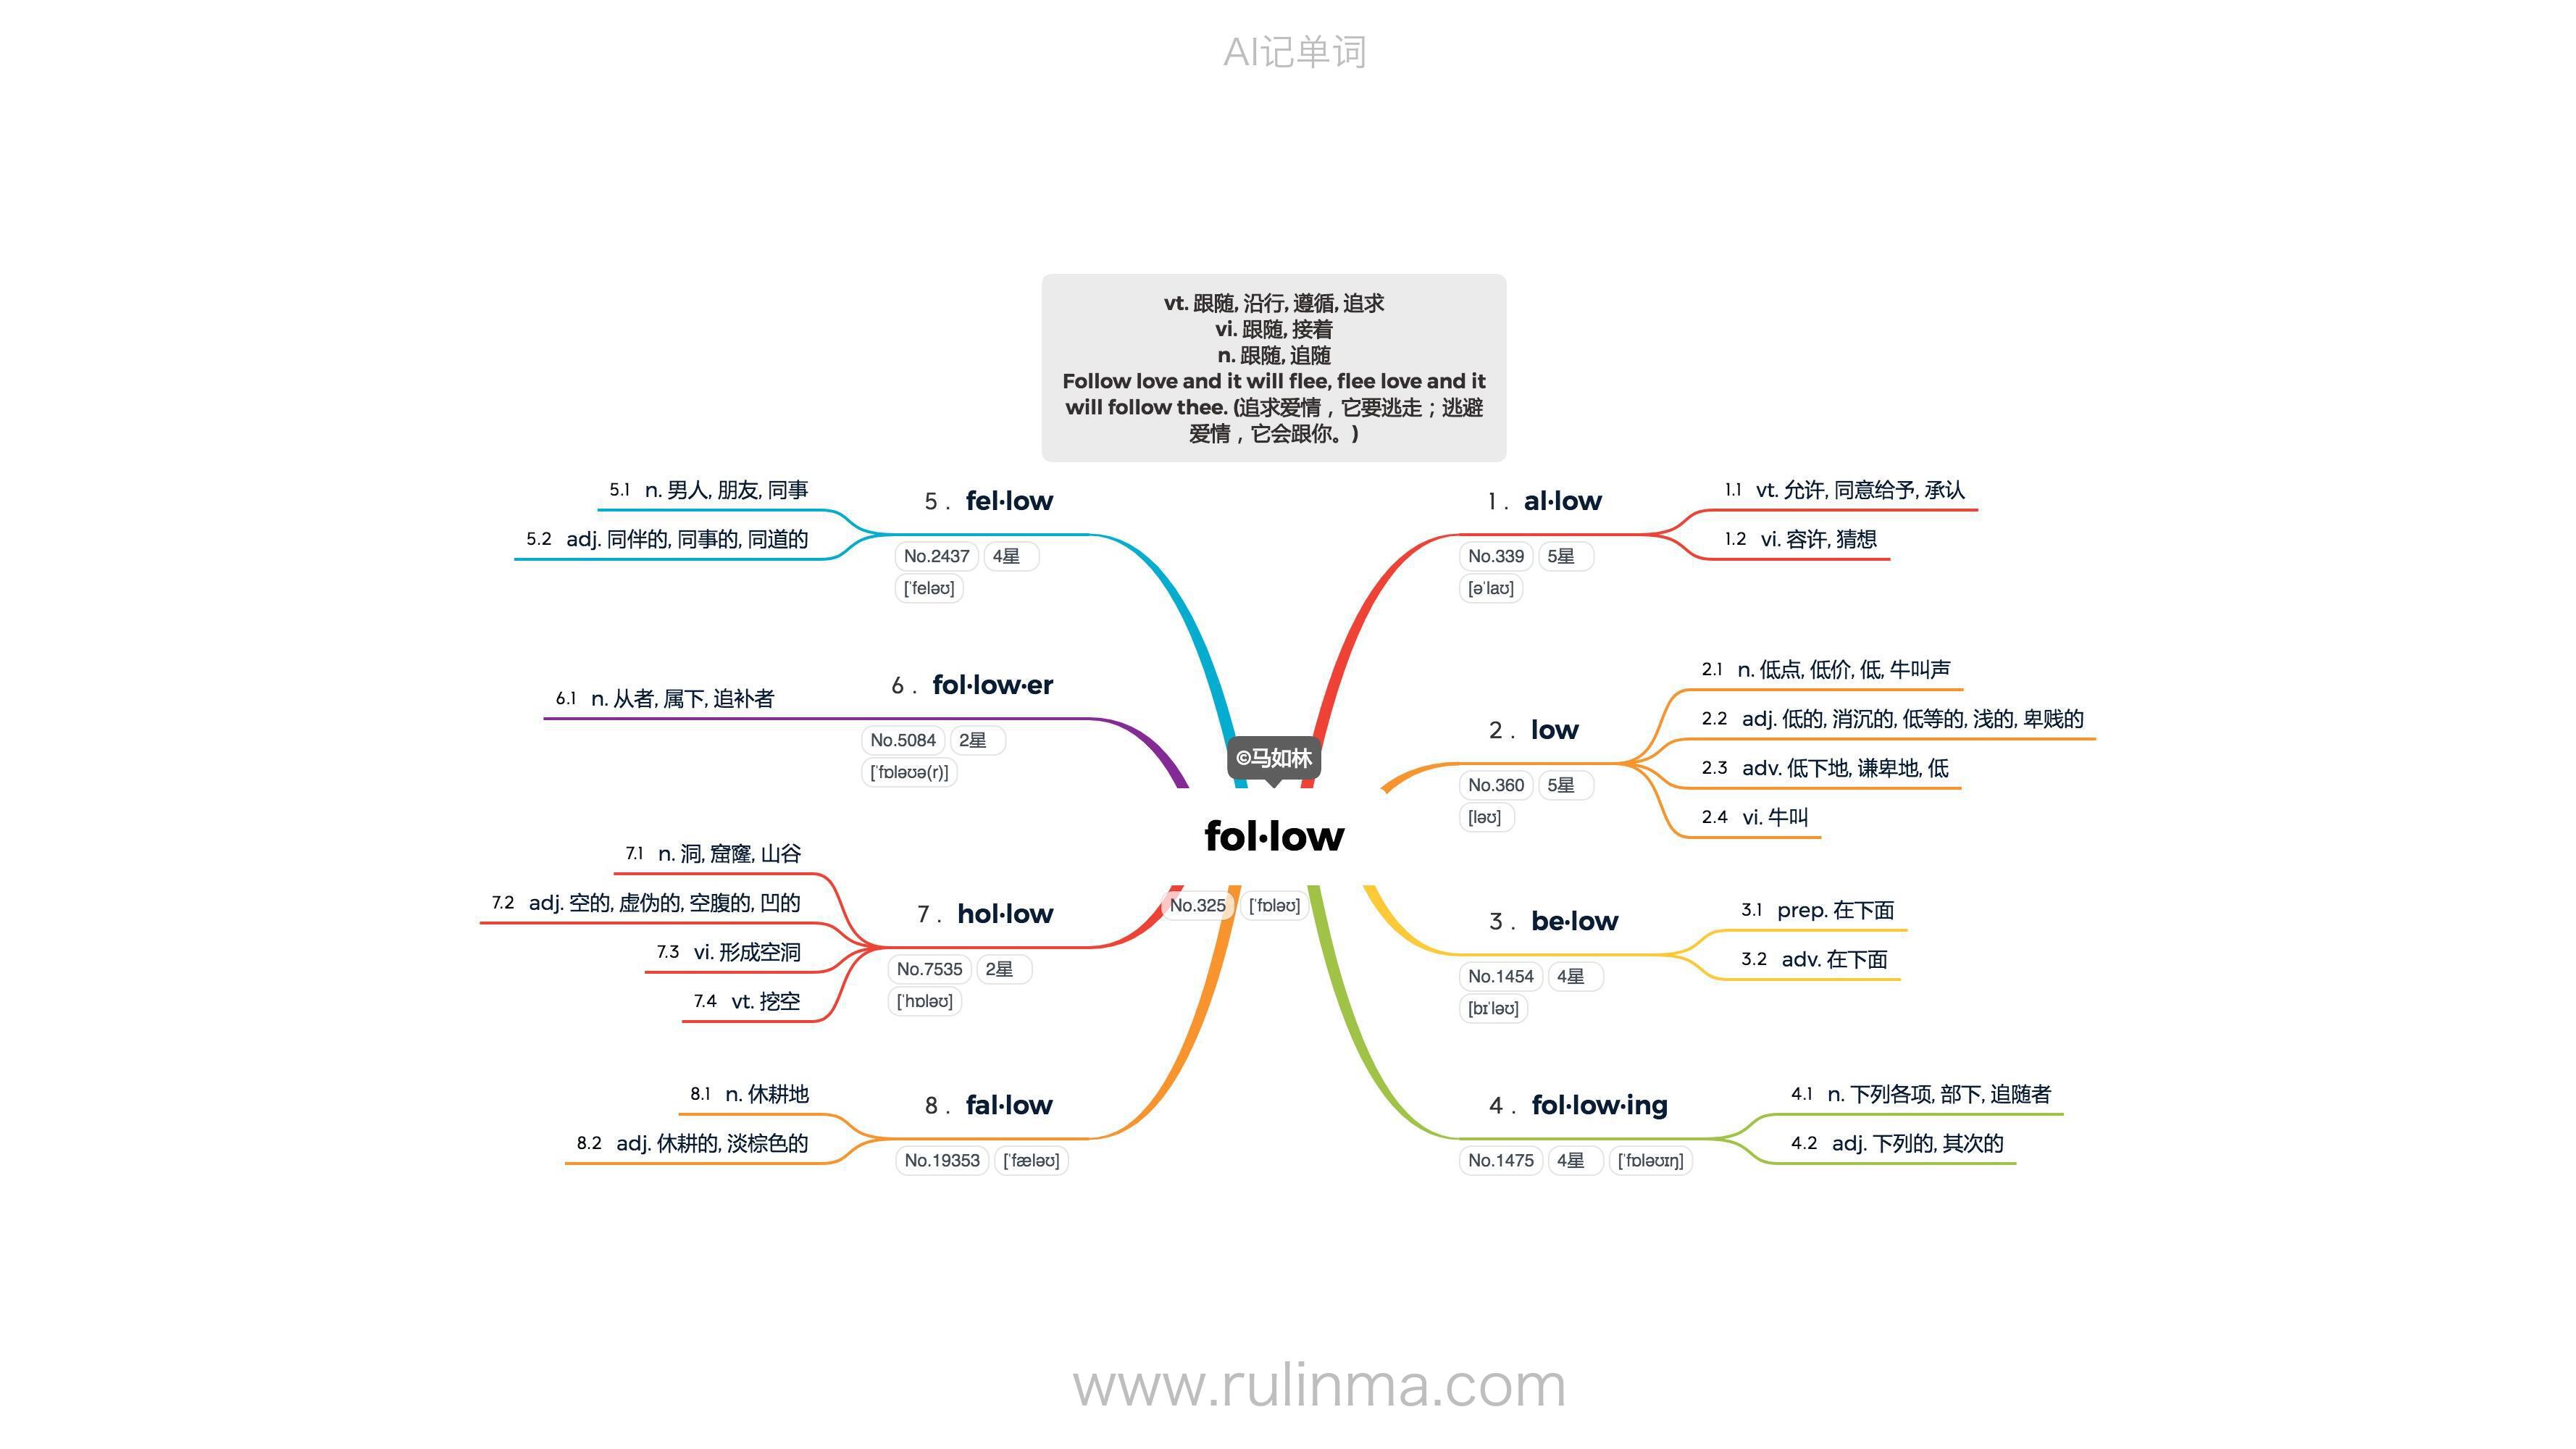 AI记单词
vt. 跟随, 沿行, 遵循, 追求
vi. 跟随, 接着
n. 跟随, 追随
Follow love and it will flee, flee love and it
will follow thee. (追求爱情，它要逃走；逃避
爱情，它会跟你。)
©马如林
fol·low
No.325 [ˈfɒləʊ]
1 . al·low
No.339 5星
[əˈlaʊ]
1.1 vt. 允许, 同意给予, 承认
1.2 vi. 容许, 猜想
2 . low
No.360 5星
[ləʊ]
2.1 n. 低点, 低价, 低, 牛叫声
2.2 adj. 低的, 消沉的, 低等的, 浅的, 卑贱的
2.3 adv. 低下地, 谦卑地, 低
2.4 vi. 牛叫
3 . be·low
No.1454 4星
[bɪˈləʊ]
3.1 prep. 在下面
3.2 adv. 在下面
4 . fol·low·ing
No.1475 4星 [ˈfɒləʊɪŋ]
4.1 n. 下列各项, 部下, 追随者
4.2 adj. 下列的, 其次的
5 . fel·low
No.2437 4星
[ˈfeləʊ]
5.1 n. 男人, 朋友, 同事
5.2 adj. 同伴的, 同事的, 同道的
6 . fol·low·er
No.5084 2星
[ˈfɒləʊə(r)]
6.1 n. 从者, 属下, 追补者
7 . hol·low
No.7535 2星
[ˈhɒləʊ]
7.1 n. 洞, 窟窿, 山谷
7.2 adj. 空的, 虚伪的, 空腹的, 凹的
7.3 vi. 形成空洞
7.4 vt. 挖空
8 . fal·low
No.19353 [ˈfæləʊ]
8.1 n. 休耕地
8.2 adj. 休耕的, 淡棕色的
www.rulinma.com